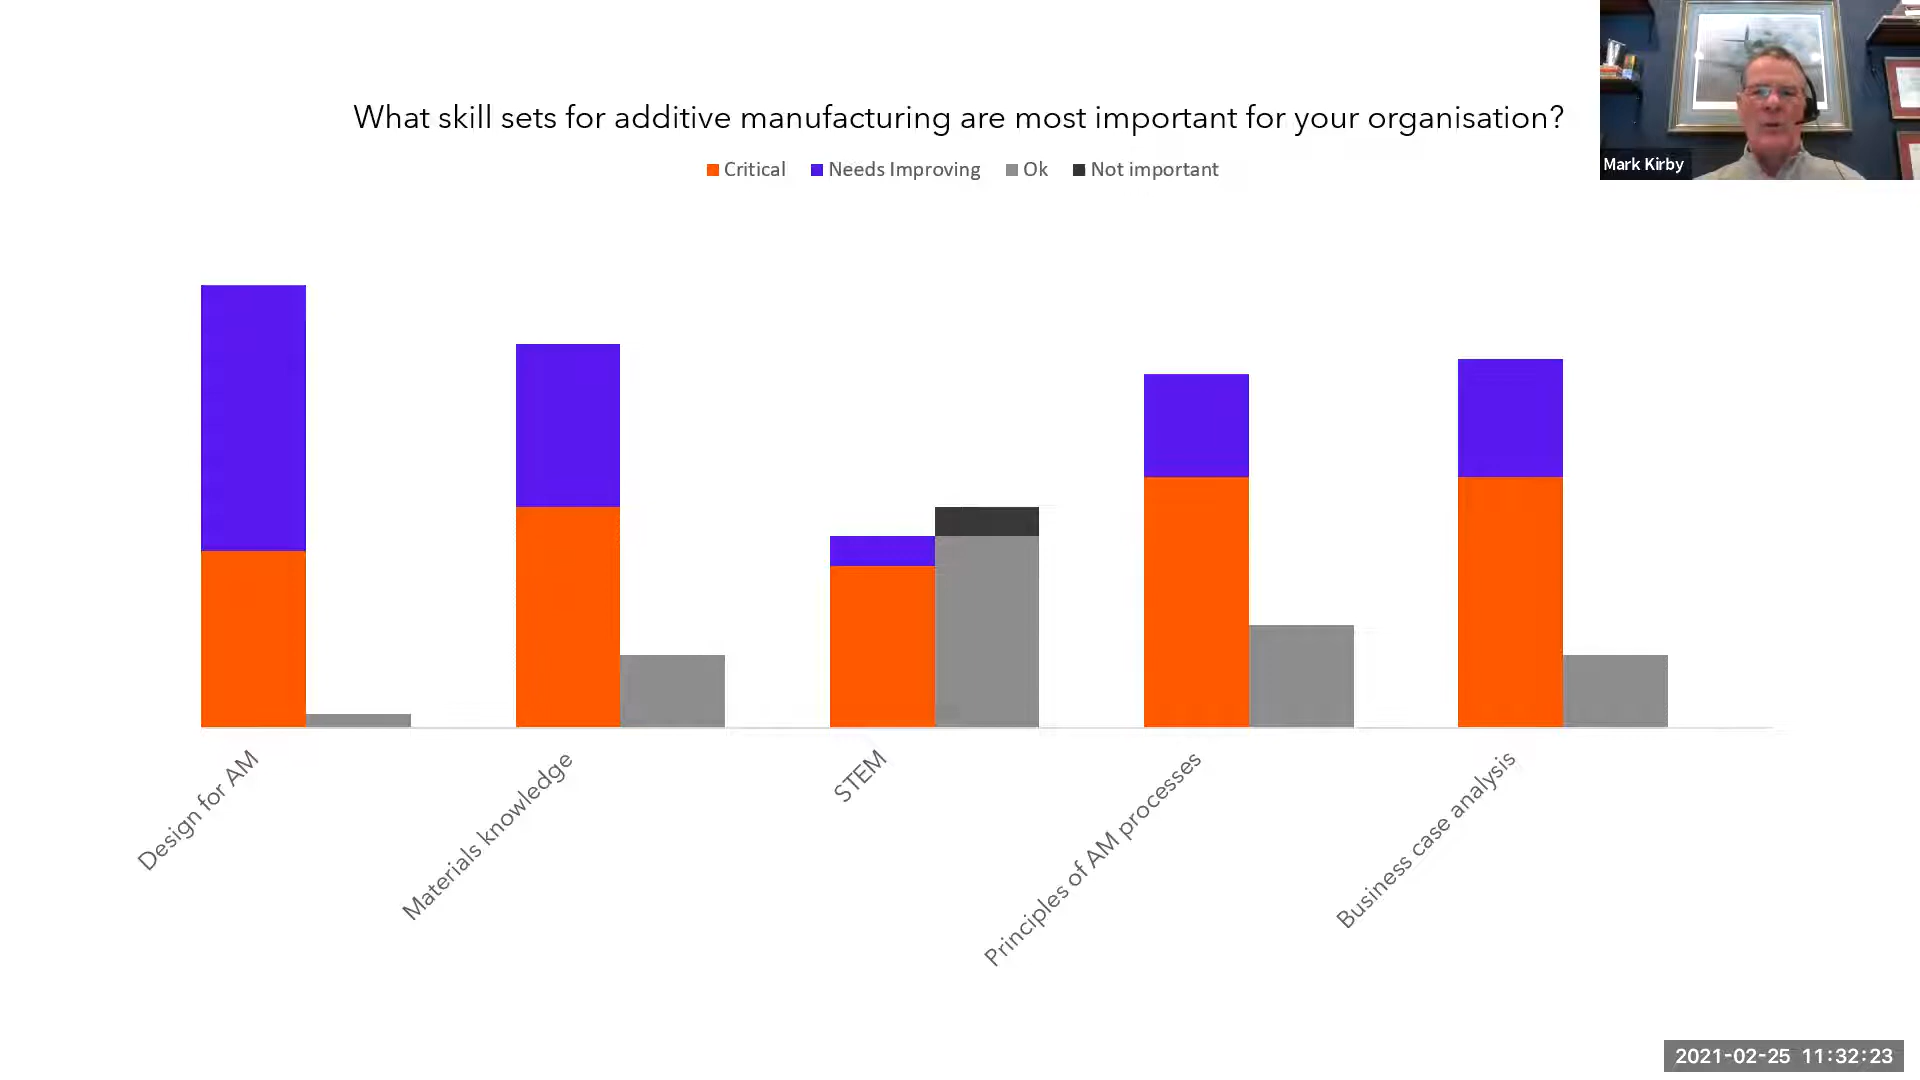 What skill sets for additive manufacturing are most important for your organisation?
Critical Needs Improving Ok Not important
Mark Kirby
Design for AM
Materials knowledge
STEM
Principles of AM processes
Business case analysis
2021-02-25 11:32:23